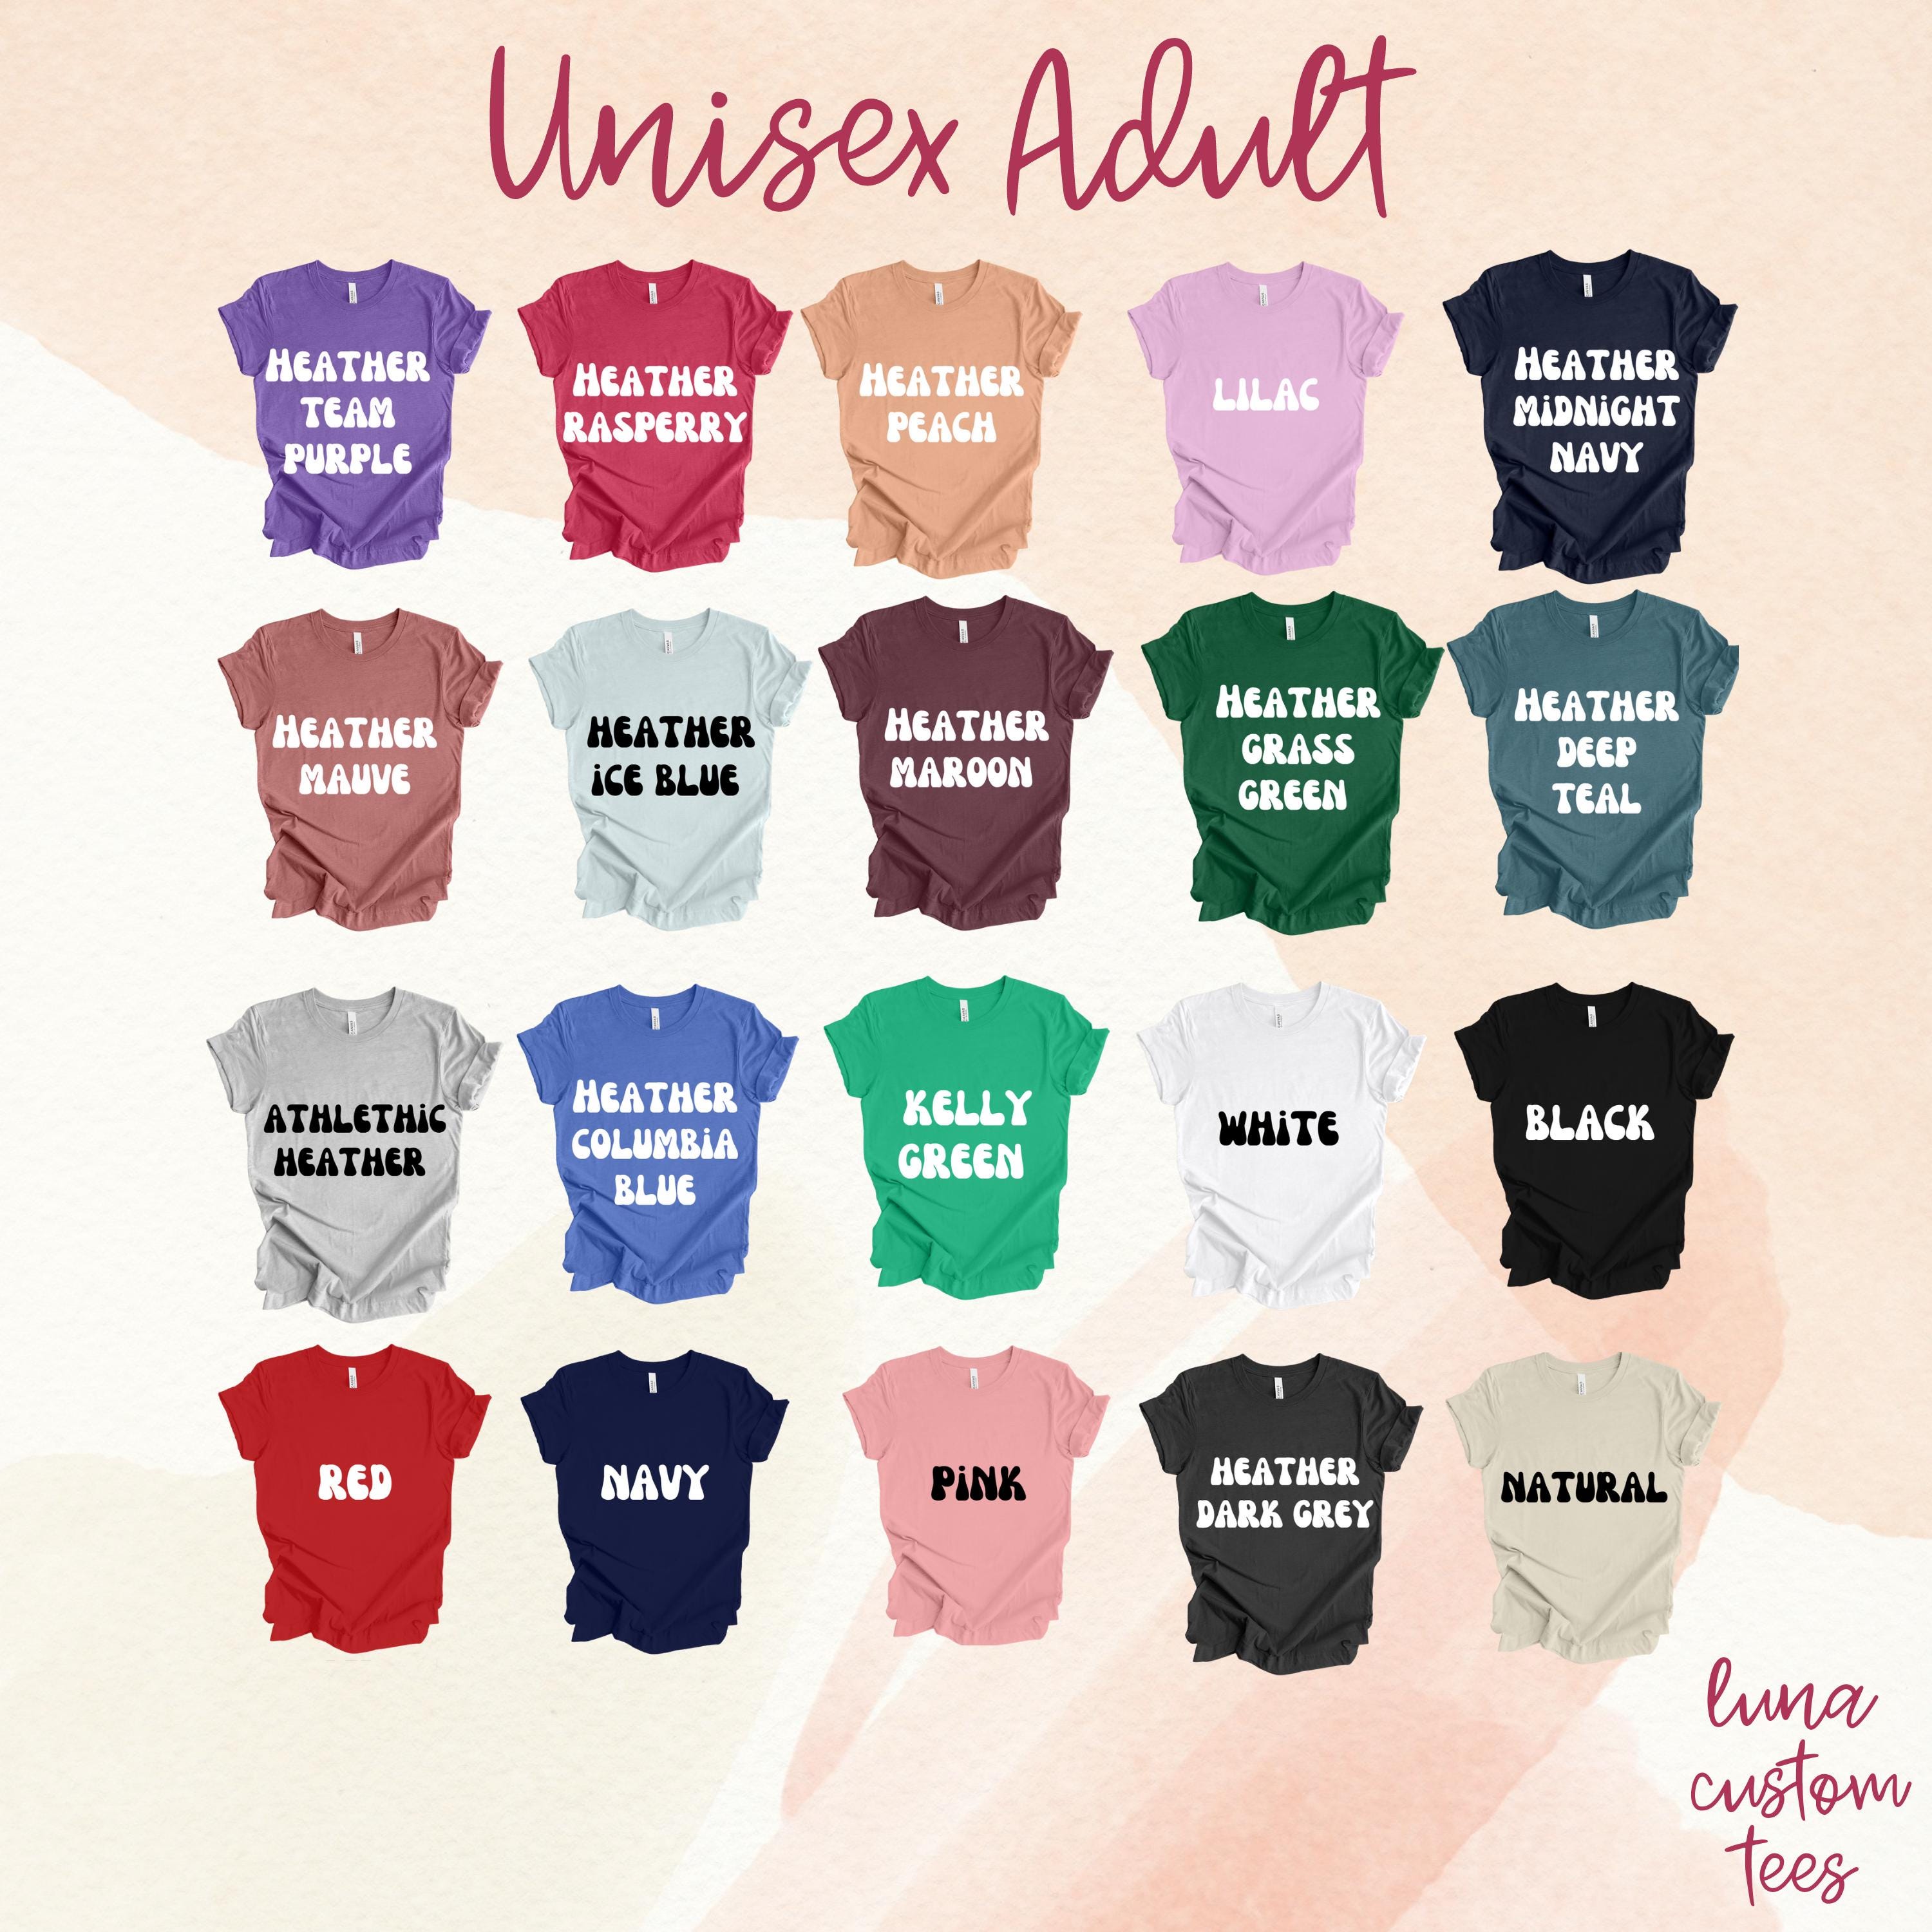 Unisex Adult
HEATHER
TEAM
PURPLE
HEATHER
RASPERRY
HEATHER
PEACH
LILAC
HEATHER
MiDNiGHT
NAVY
HEATHER
MAUVE
HEATHER
iCE BLUE
HEATHER
MAROON
HEATHER
GRASS
GREEN
HEATHER
DEEP
TEAL
ATHLETHiC
HEATHER
HEATHER
COLUMBiA
BLUE
KELLY
GREEN
WHiTE
BLACK
RED
NAVY
PiNK
HEATHER
DARK GREY
NATURAL
luna
custom
tees